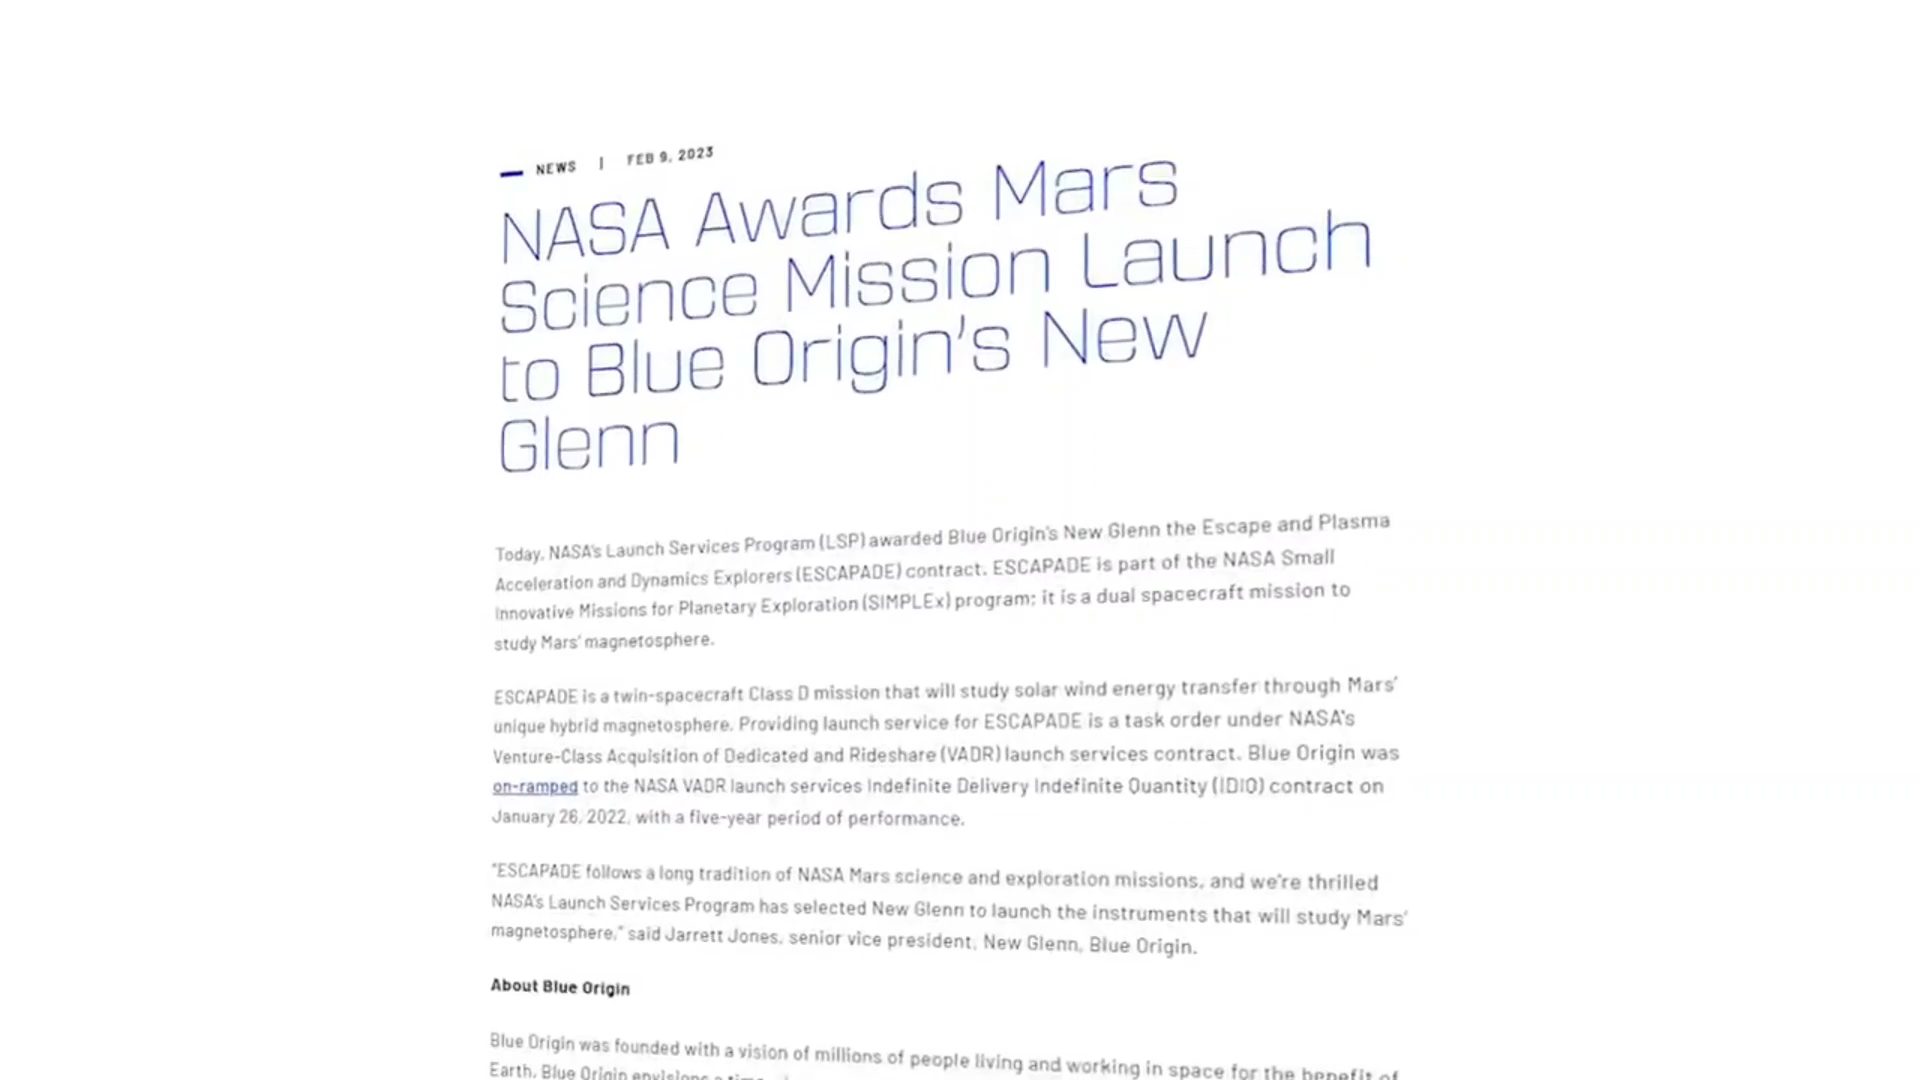 NEWS | FEB 9, 2023
NASA Awards Mars
Science Mission Launch
to Blue Origin's New
Glenn
Today, NASA's Launch Services Program (LSP) awarded Blue Origin's New Glenn the Escape and Plasma
Acceleration and Dynamics Explorers (ESCAPADE) contract. ESCAPADE is part of the NASA Small
Innovative Missions for Planetary Exploration (SIMPLEx) program; it is a dual spacecraft mission to
study Mars' magnetosphere.
ESCAPADE is a twin-spacecraft Class D mission that will study solar wind energy transfer through Mars'
unique hybrid magnetosphere. Providing launch service for ESCAPADE is a task order under NASA's
Venture-Class Acquisition of Dedicated and Rideshare (VADR) launch services contract. Blue Origin was
on-ramped to the NASA VADR launch services Indefinite Delivery Indefinite Quantity (IDIQ) contract on
January 26, 2022, with a five-year period of performance.
"ESCAPADE follows a long tradition of NASA Mars science and exploration missions, and we're thrilled
NASA's Launch Services Program has selected New Glenn to launch the instruments that will study Mars'
magnetosphere," said Jarrett Jones, senior vice president, New Glenn, Blue Origin.
About Blue Origin
Blue Origin was founded with a vision of millions of people living and working in space for the benefit of
Earth. Blue Origin envisions a time